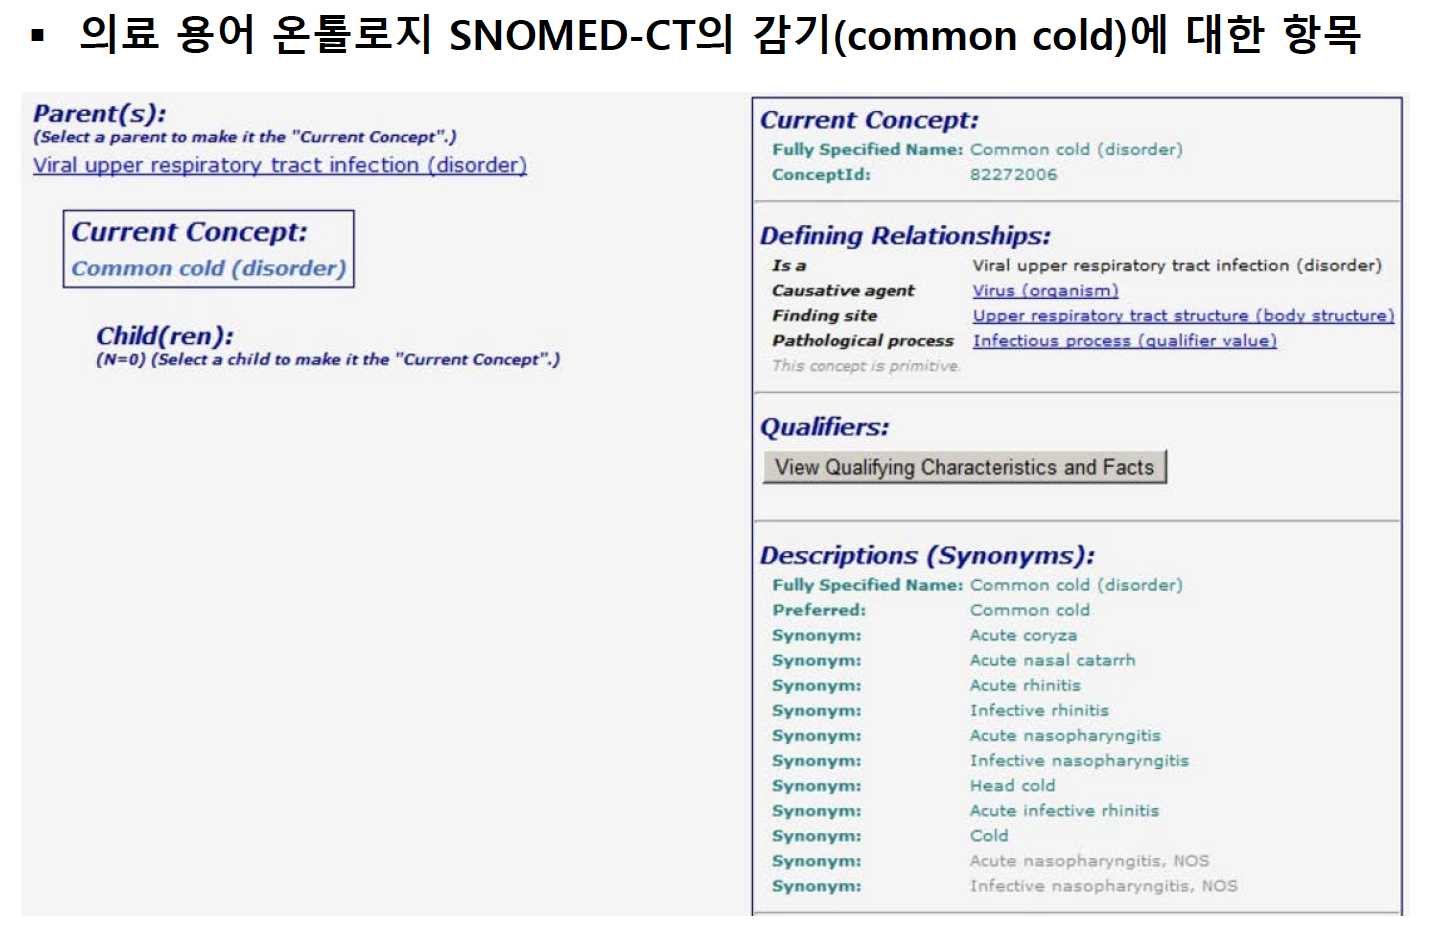 ▪ 의료 용어 온톨로지 SNOMED-CT의 감기(common cold)에 대한 항목
Parent(s):
(Select a parent to make it the "Current Concept".)
Viral upper respiratory tract infection (disorder)
Current Concept:
Common cold (disorder)
Child(ren):
(N=0) (Select a child to make it the "Current Concept".)
Current Concept:
Fully Specified Name: Common cold (disorder)
ConceptId: 82272006
Defining Relationships:
Is a Viral upper respiratory tract infection (disorder)
Causative agent Virus (organism)
Finding site Upper respiratory tract structure (body structure)
Pathological process Infectious process (qualifier value)
This concept is primitive.
Qualifiers:
View Qualifying Characteristics and Facts
Descriptions (Synonyms):
Fully Specified Name: Common cold (disorder)
Preferred: Common cold
Synonym: Acute coryza
Synonym: Acute nasal catarrh
Synonym: Acute rhinitis
Synonym: Infective rhinitis
Synonym: Acute nasopharyngitis
Synonym: Infective nasopharyngitis
Synonym: Head cold
Synonym: Acute infective rhinitis
Synonym: Cold
Synonym: Acute nasopharyngitis, NOS
Synonym: Infective nasopharyngitis, NOS